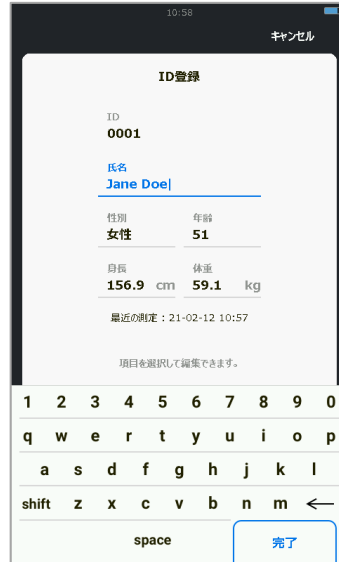 10:58
キャンセル
ID登録
ID
0001
氏名
Jane Doe
性別 年齢
女性 51
身長 体重
156.9 cm 59.1 kg
最近の測定：21-02-12 10:57
項目を選択して編集できます。
1 2 3 4 5 6 7 8 9 0
q w e r t y u i o p
a s d f g h j k l
shift z x c v b n m ←
space 完了